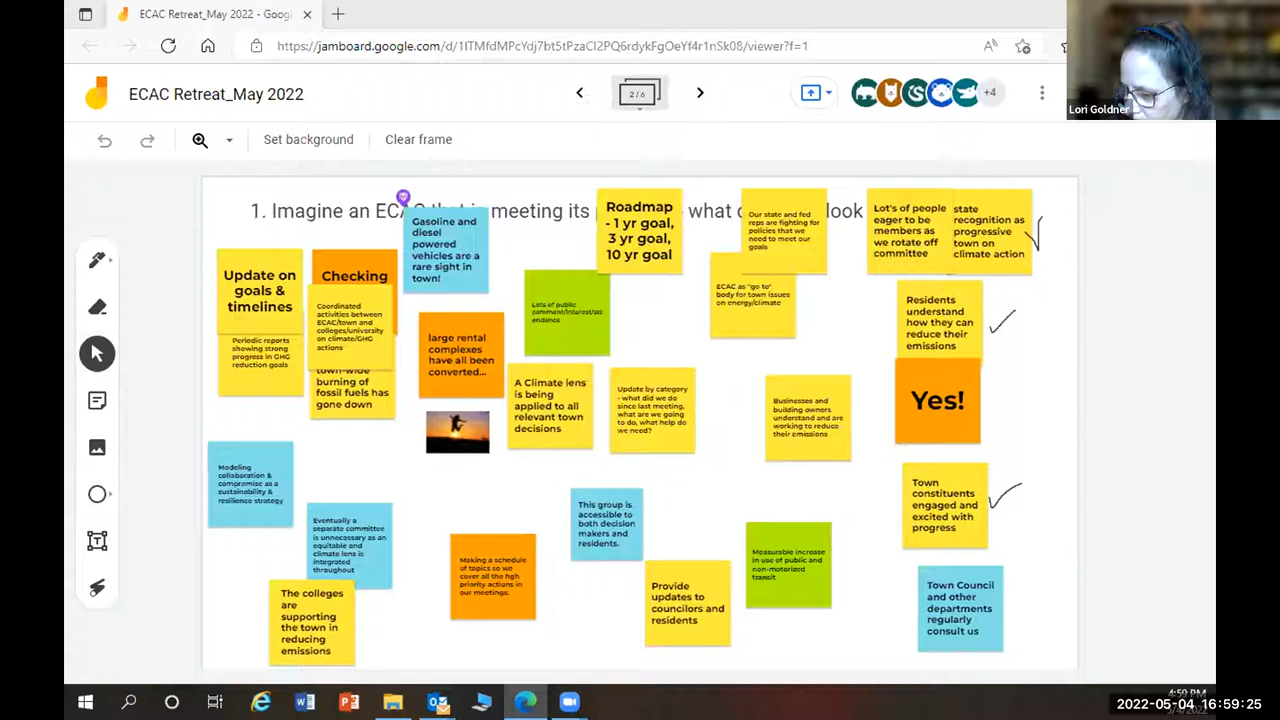 ECAC Retreat_May 2022 - Googl
https://jamboard.google.com/d/1ITMfdMPcYdj7bt5tPzaCl2PQ6rdykFgOeYf4r1nSk08/viewer?f=1
Lori Goldner
ECAC Retreat_May 2022
2 / 6
+4
Set background
Clear frame
1. Imagine an ECAC that is meeting its
what
look
Gasoline and
diesel
powered
vehicles are a
rare sight in
town!
Roadmap
- 1 yr goal,
3 yr goal,
10 yr goal
Our state and fed
reps are fighting for
policies that we
need to meet our
goals
Lot's of people
eager to be
members as
we rotate off
committee
state
recognition as
progressive
town on
climate action
Update on
goals &
timelines
Checking
Coordinated
activities between
ECAC/town and
colleges/university
on climate/GHG
actions
Lots of public
comment/interest/att
endance
ECAC as "go to"
body for town issues
on energy/climate
Residents
understand
how they can
reduce their
emissions
Periodic reports
showing strong
progress in GHG
reduction goals
town-wide
burning of
fossil fuels has
gone down
large rental
complexes
have all been
converted...
A Climate lens
is being
applied to all
relevant town
decisions
Update by category
- what did we do
since last meeting,
what are we going
to do, what help do
we need?
Businesses and
building owners
understand and are
working to reduce
their emissions
Yes!
Modeling
collaboration &
compromise as a
sustainability &
resilience strategy
Eventually a
separate committee
is unnecessary as an
equitable and
climate lens is
integrated
throughout
Making a schedule
of topics so we
cover all the hgh
priority actions in
our meetings.
This group is
accessible to
both decision
makers and
residents.
Measurable increase
in use of public and
non-motorized
transit
Town
constituents
engaged and
excited with
progress
The colleges
are
supporting
the town in
reducing
emissions
Provide
updates to
councilors and
residents
Town Council
and other
departments
regularly
consult us
4:59 PM
2022-05-04 16:59:25